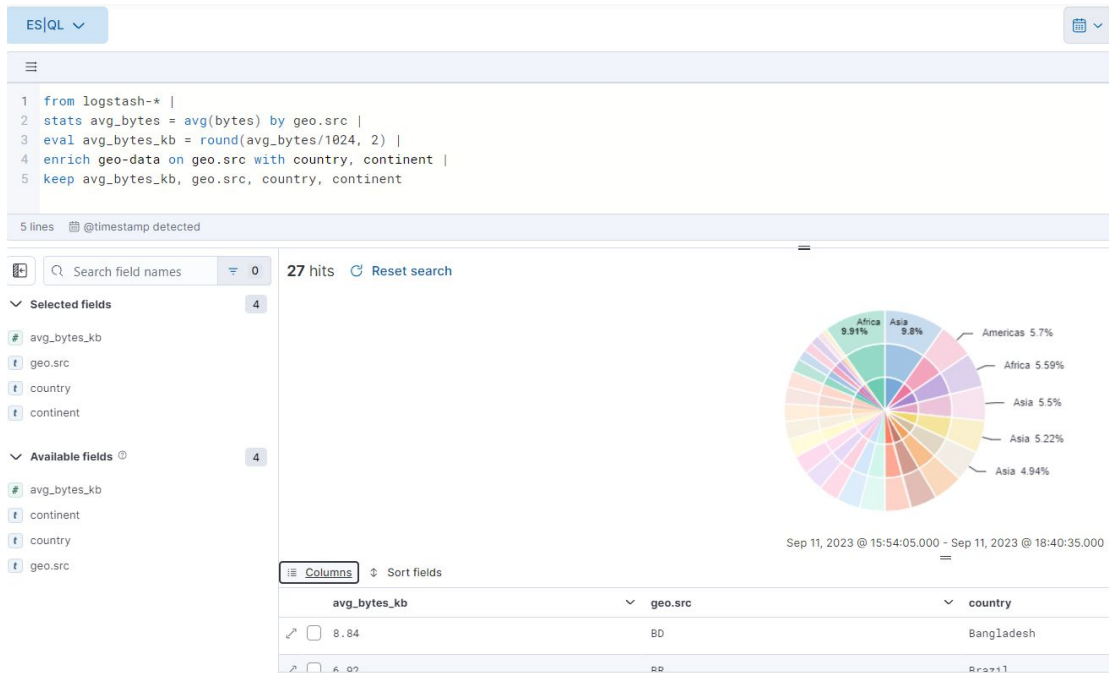 ES|QL
1 from logstash-* |
2 stats avg_bytes = avg(bytes) by geo.src |
3 eval avg_bytes_kb = round(avg_bytes/1024, 2) |
4 enrich geo-data on geo.src with country, continent |
5 keep avg_bytes_kb, geo.src, country, continent
5 lines @timestamp detected
Search field names 0
27 hits Reset search
Selected fields 4
# avg_bytes_kb
t geo.src
t country
t continent
Available fields 4
# avg_bytes_kb
t continent
t country
t geo.src
Africa 9.91%
Asia 9.8%
Americas 5.7%
Africa 5.59%
Asia 5.5%
Asia 5.22%
Asia 4.94%
Sep 11, 2023 @ 15:54:05.000 - Sep 11, 2023 @ 18:40:35.000
Columns Sort fields
avg_bytes_kb geo.src country
8.84 BD Bangladesh
6.92 BR Brazil